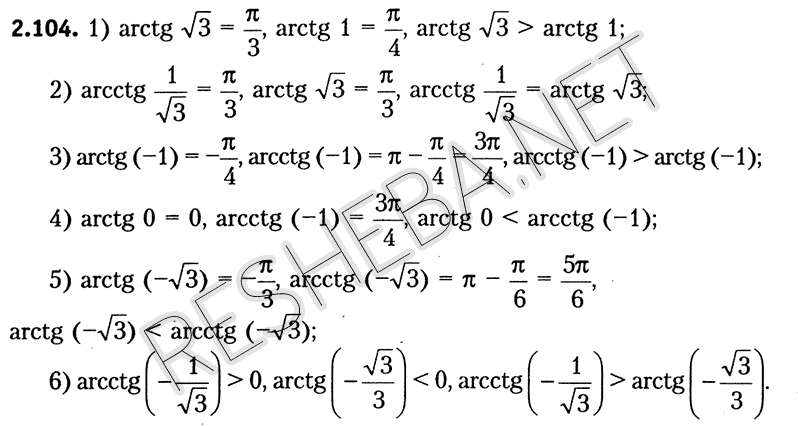 2.104. 1) arctg √3 = π/3, arctg 1 = π/4, arctg √3 > arctg 1;
2) arcctg 1/√3 = π/3, arctg √3 = π/3, arcctg 1/√3 = arctg √3;
3) arctg (−1) = −π/4, arcctg (−1) = π − π/4 = 3π/4, arcctg (−1) > arctg (−1);
4) arctg 0 = 0, arcctg (−1) = 3π/4, arctg 0 < arcctg (−1);
5) arctg (−√3) = −π/3, arcctg (−√3) = π − π/6 = 5π/6,
arctg (−√3) < arcctg (−√3);
6) arcctg(−1/√3) > 0, arctg(−√3/3) < 0, arcctg(−1/√3) > arctg(−√3/3).
RESHEBA.NET